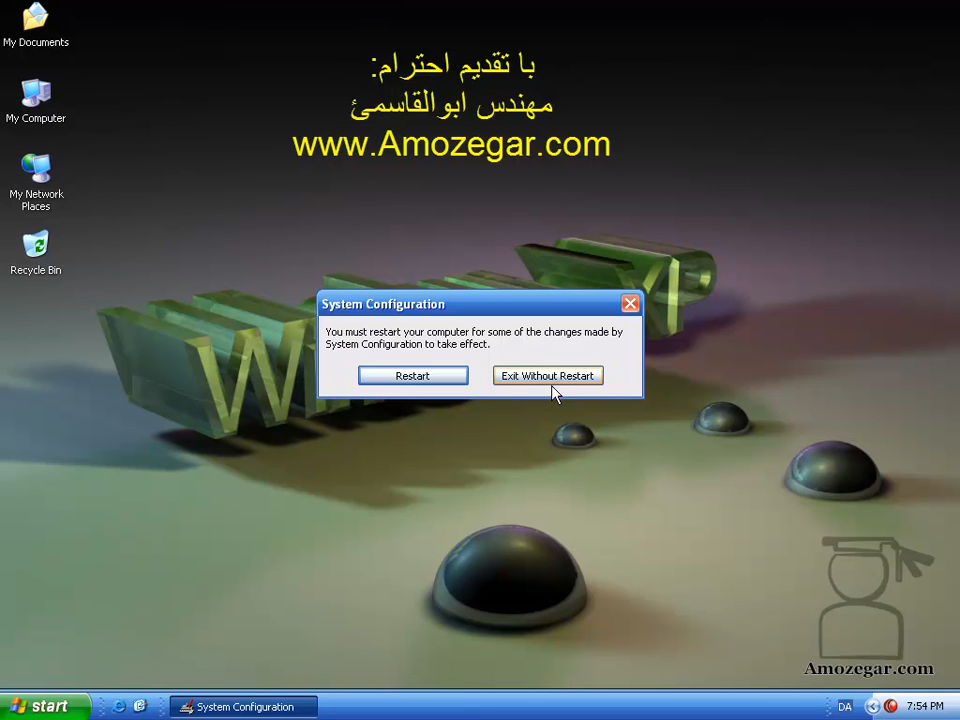 My Documents
با تقدیم احترام:
مهندس ابوالقاسمئ
www.Amozegar.com
My Computer
My Network
Places
Recycle Bin
System Configuration
You must restart your computer for some of the changes made by
System Configuration to take effect.
Restart
Exit Without Restart
Amozegar.com
start
System Configuration
DA
7:54 PM